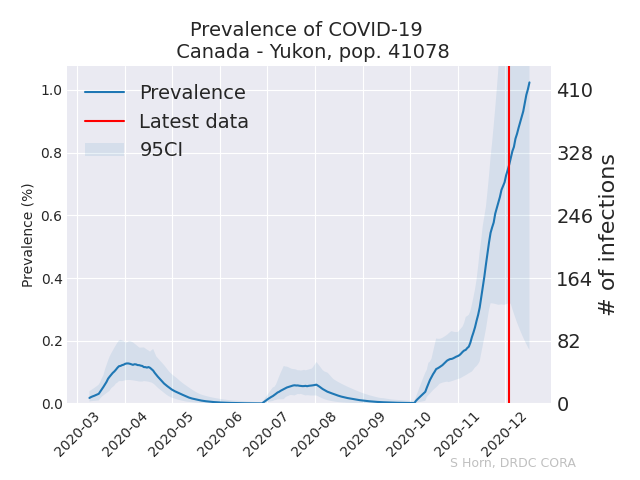 Prevalence of COVID-19
Canada - Yukon, pop. 41078
Prevalence
Latest data
95CI
Prevalence (%)
1.0
0.8
0.6
0.4
0.2
0.0
410
328
246
164
82
0
# of infections
2020-03
2020-04
2020-05
2020-06
2020-07
2020-08
2020-09
2020-10
2020-11
2020-12
S Horn, DRDC CORA